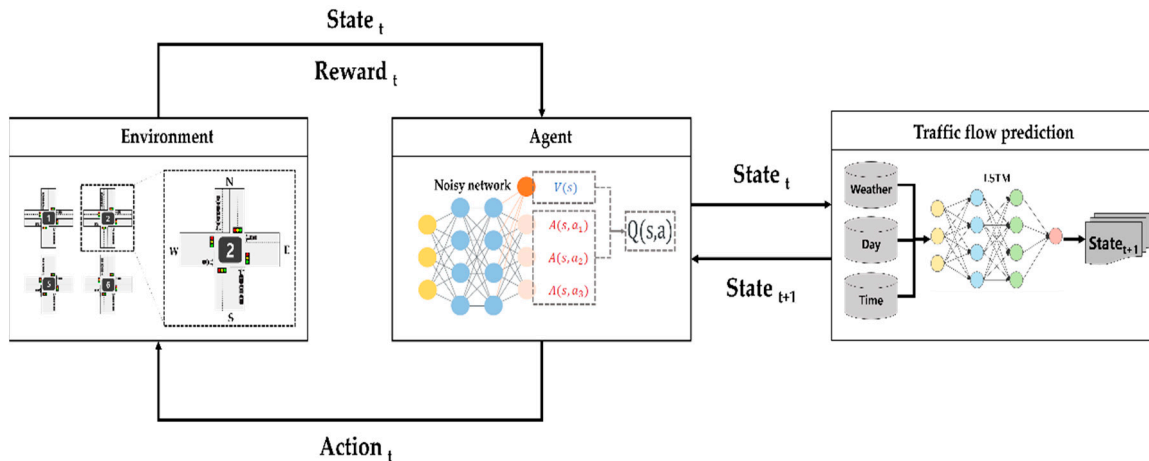 State t
Reward t
Environment
1
2
5
6
N
W
2
E
S
Agent
Noisy network
V(s)
A(s,a1)
A(s,a2)
A(s,a3)
Q(s,a)
State t
State t+1
Traffic flow prediction
Weather
Day
Time
LSTM
State t+1
Action t